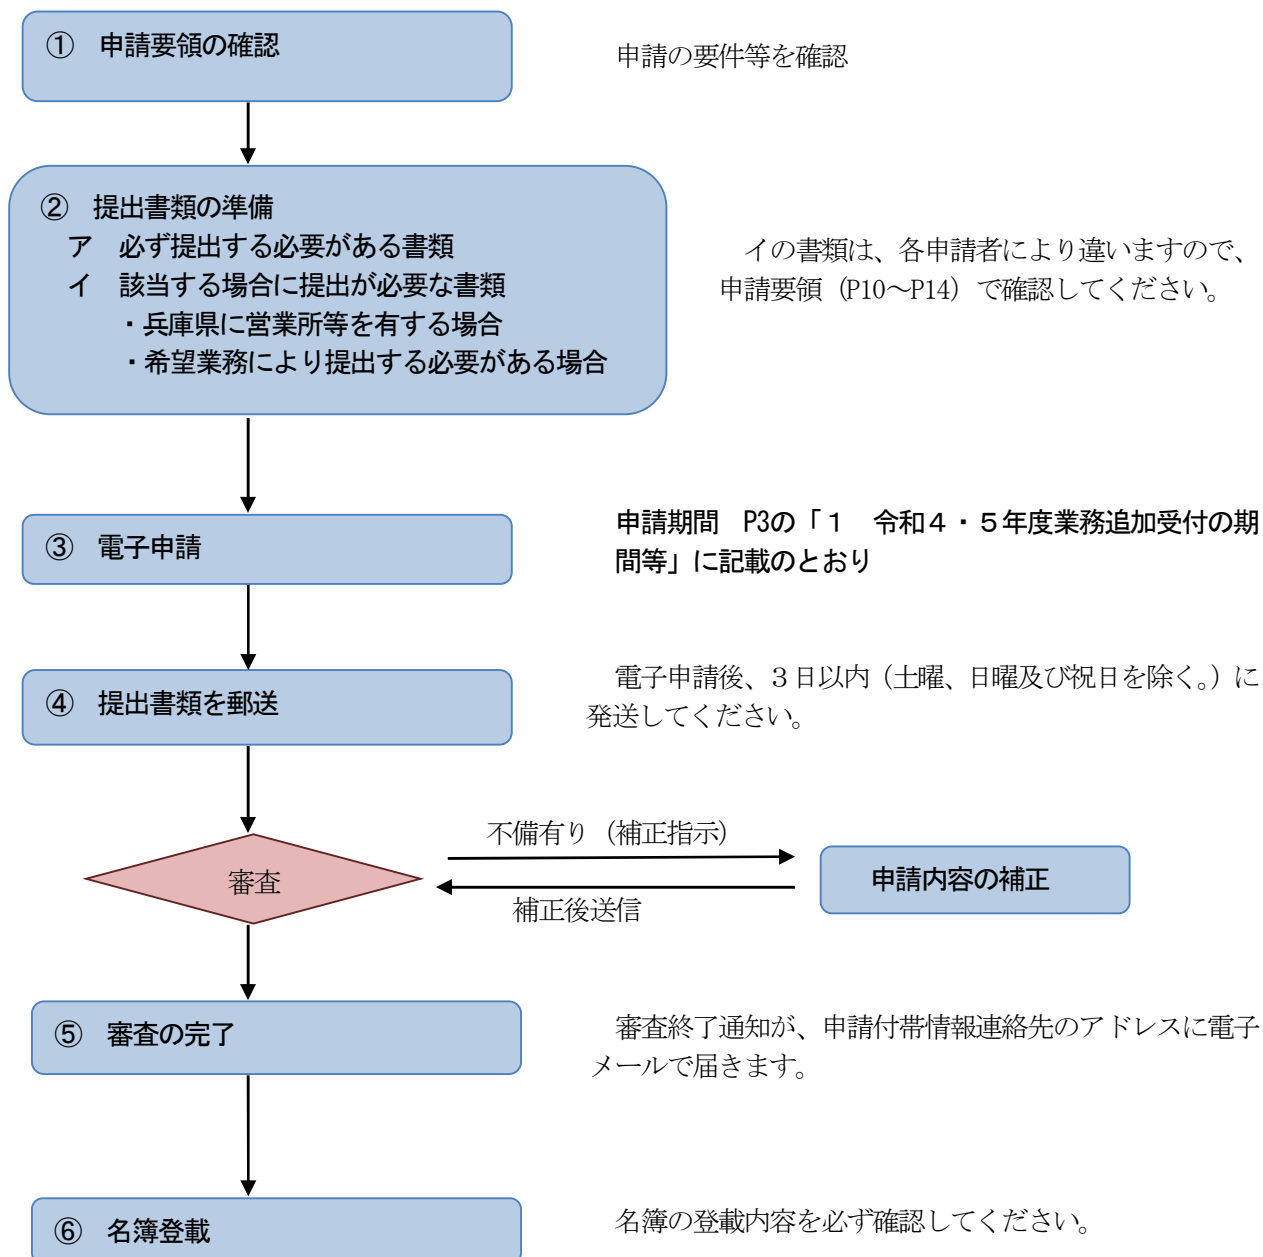 ① 申請要領の確認
申請の要件等を確認
② 提出書類の準備
ア 必ず提出する必要がある書類
イ 該当する場合に提出が必要な書類
・兵庫県に営業所等を有する場合
・希望業務により提出する必要がある場合
イの書類は、各申請者により違いますので、
申請要領（P10～P14）で確認してください。
③ 電子申請
申請期間 P3の「１ 令和４・５年度業務追加受付の期
間等」に記載のとおり
④ 提出書類を郵送
電子申請後、３日以内（土曜、日曜及び祝日を除く。）に
発送してください。
審査
不備有り（補正指示）
補正後送信
申請内容の補正
⑤ 審査の完了
審査終了通知が、申請付帯情報連絡先のアドレスに電子
メールで届きます。
⑥ 名簿登載
名簿の登載内容を必ず確認してください。